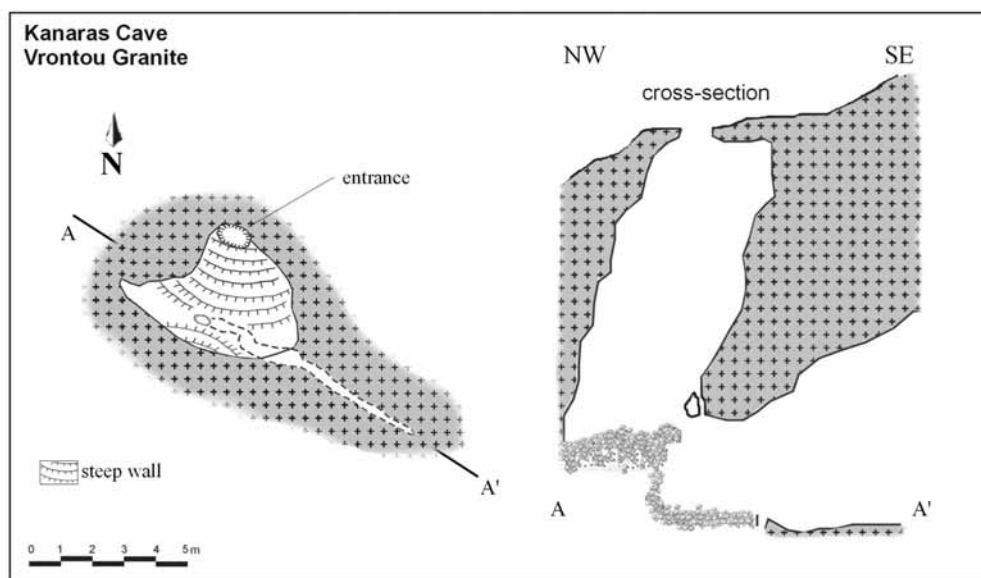 Kanaras Cave
Vrontou Granite
N
entrance
A
A'
steep wall
0 1 2 3 4 5m
NW
SE
cross-section
A
A'